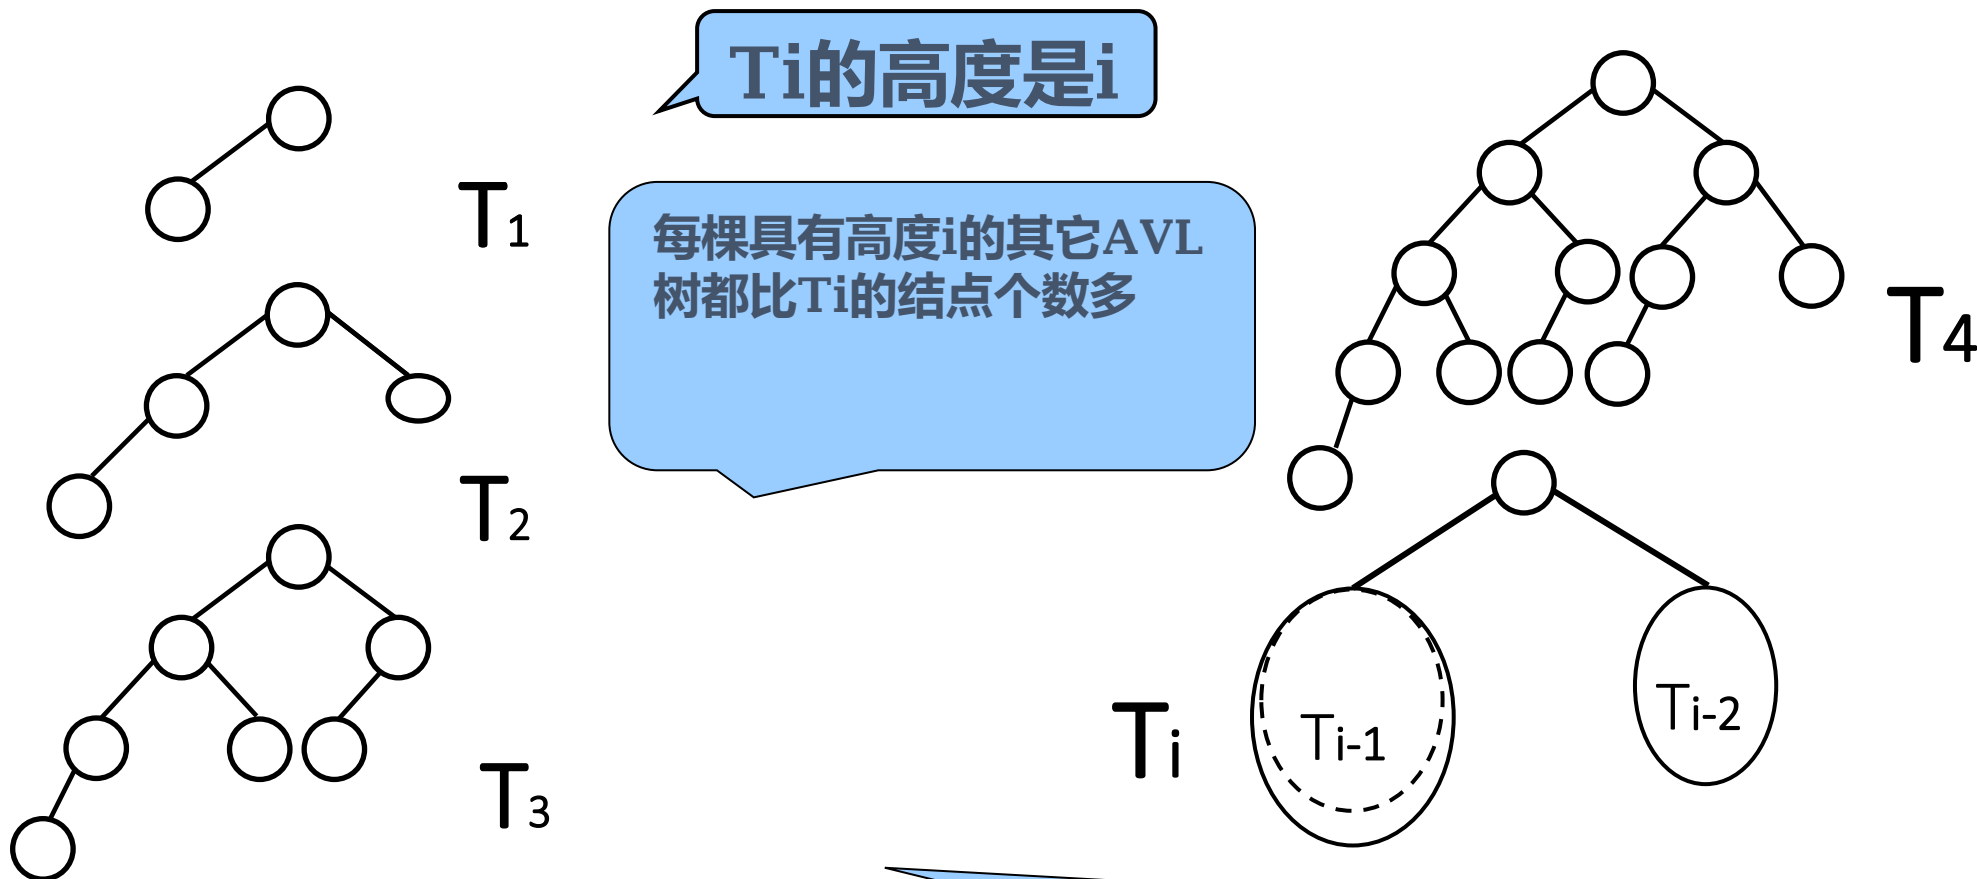 Ti的高度是i
T1
每棵具有高度i的其它AVL
树都比Ti的结点个数多
T2
T3
T4
Ti
Ti-1
Ti-2